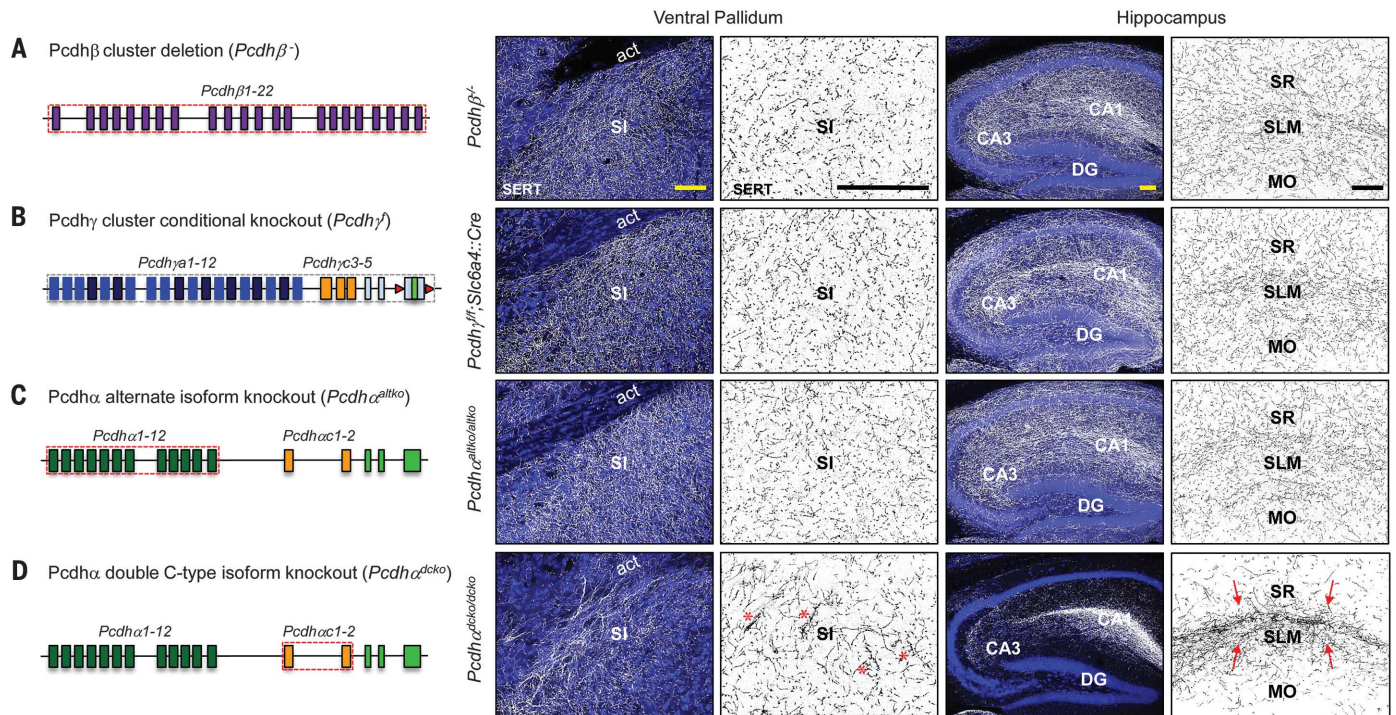 Ventral Pallidum
Hippocampus
A Pcdhβ cluster deletion (Pcdhβ⁻)
Pcdhβ1-22
Pcdhβ⁻/⁻
act
SI
SERT
SI
SERT
CA1
CA3
DG
SR
SLM
MO
B Pcdhγ cluster conditional knockout (Pcdhγᶠ)
Pcdhγa1-12
Pcdhγc3-5
Pcdhγᶠ/ᶠ;Slc6a4::Cre
act
SI
SI
CA1
CA3
DG
SR
SLM
MO
C Pcdhα alternate isoform knockout (Pcdhαᵃˡᵗᵏᵒ)
Pcdhα1-12
Pcdhαc1-2
Pcdhαᵃˡᵗᵏᵒ/ᵃˡᵗᵏᵒ
act
SI
SI
CA1
CA3
DG
SR
SLM
MO
D Pcdhα double C-type isoform knockout (Pcdhαᵈᶜᵏᵒ)
Pcdhα1-12
Pcdhαc1-2
Pcdhαᵈᶜᵏᵒ/ᵈᶜᵏᵒ
act
SI
* * SI * *
CA1
CA3
DG
SR
SLM
MO